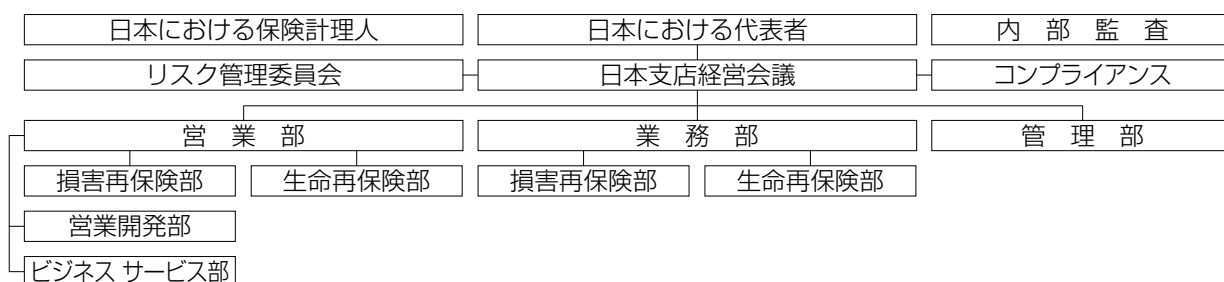 日本における保険計理人 日本における代表者 内部監査
リスク管理委員会 日本支店経営会議 コンプライアンス
営業部 業務部 管理部
損害再保険部 生命再保険部 損害再保険部 生命再保険部
営業開発部
ビジネス サービス部